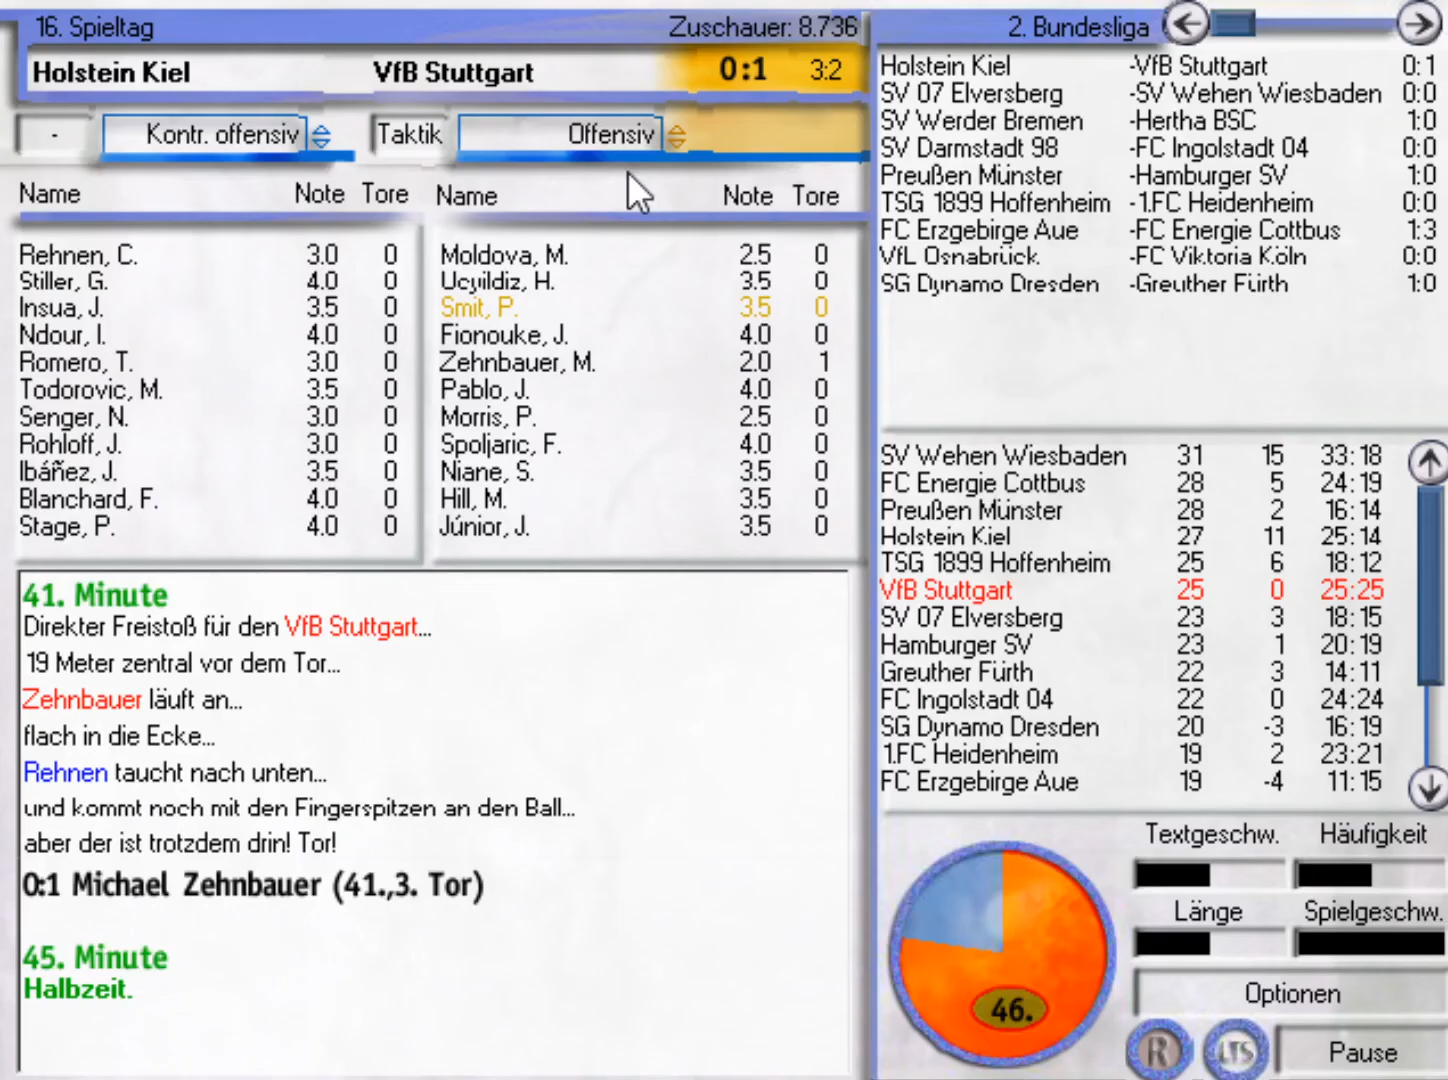 16. Spieltag Zuschauer: 8.736
Holstein Kiel VfB Stuttgart 0:1 3:2
- Kontr. offensiv Taktik Offensiv
Name Note Tore Name Note Tore
Rehnen, C. 3.0 0 Moldova, M. 2.5 0
Stiller, G. 4.0 0 Ucyildiz, H. 3.5 0
Insua, J. 3.5 0 Smit, P. 3.5 0
Ndour, I. 4.0 0 Fionouke, J. 4.0 0
Romero, T. 3.0 0 Zehnbauer, M. 2.0 1
Todorovic, M. 3.5 0 Pablo, J. 4.0 0
Senger, N. 3.0 0 Morris, P. 2.5 0
Rohloff, J. 3.0 0 Spoljaric, F. 4.0 0
Ibáñez, J. 3.5 0 Niane, S. 3.5 0
Blanchard, F. 4.0 0 Hill, M. 3.5 0
Stage, P. 4.0 0 Júnior, J. 3.5 0
41. Minute
Direkter Freistoß für den VfB Stuttgart...
19 Meter zentral vor dem Tor...
Zehnbauer läuft an...
flach in die Ecke...
Rehnen taucht nach unten...
und kommt noch mit den Fingerspitzen an den Ball...
aber der ist trotzdem drin! Tor!
0:1 Michael Zehnbauer (41.,3. Tor)
45. Minute
Halbzeit.
2. Bundesliga
Holstein Kiel -VfB Stuttgart 0:1
SV 07 Elversberg -SV Wehen Wiesbaden 0:0
SV Werder Bremen -Hertha BSC 1:0
SV Darmstadt 98 -FC Ingolstadt 04 0:0
Preußen Münster -Hamburger SV 1:0
TSG 1899 Hoffenheim -1.FC Heidenheim 0:0
FC Erzgebirge Aue -FC Energie Cottbus 1:3
VfL Osnabrück -FC Viktoria Köln 0:0
SG Dynamo Dresden -Greuther Fürth 1:0
SV Wehen Wiesbaden 31 15 33:18
FC Energie Cottbus 28 5 24:19
Preußen Münster 28 2 16:14
Holstein Kiel 27 11 25:14
TSG 1899 Hoffenheim 25 6 18:12
VfB Stuttgart 25 0 25:25
SV 07 Elversberg 23 3 18:15
Hamburger SV 23 1 20:19
Greuther Fürth 22 3 14:11
FC Ingolstadt 04 22 0 24:24
SG Dynamo Dresden 20 -3 16:19
1.FC Heidenheim 19 2 23:21
FC Erzgebirge Aue 19 -4 11:15
Textgeschw. Häufigkeit
Länge Spielgeschw.
46.
Optionen
R LTS Pause